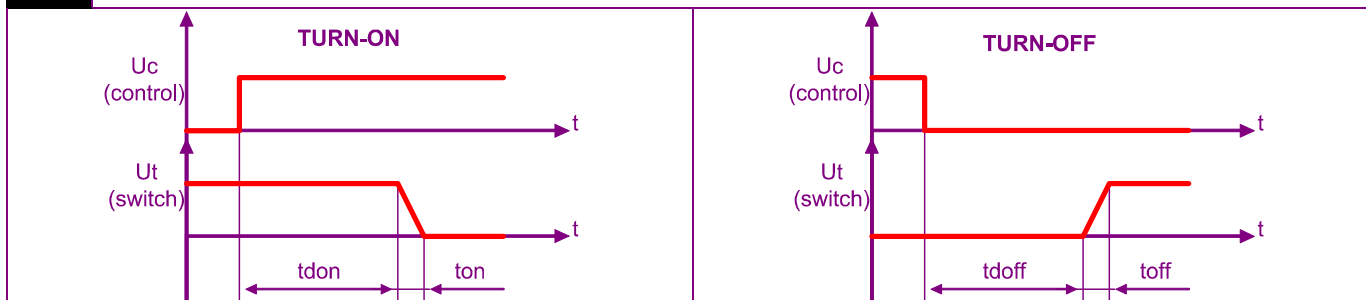 TURN-ON
Uc
(control)
t
Ut
(switch)
t
tdon
ton
TURN-OFF
Uc
(control)
t
Ut
(switch)
t
tdoff
toff